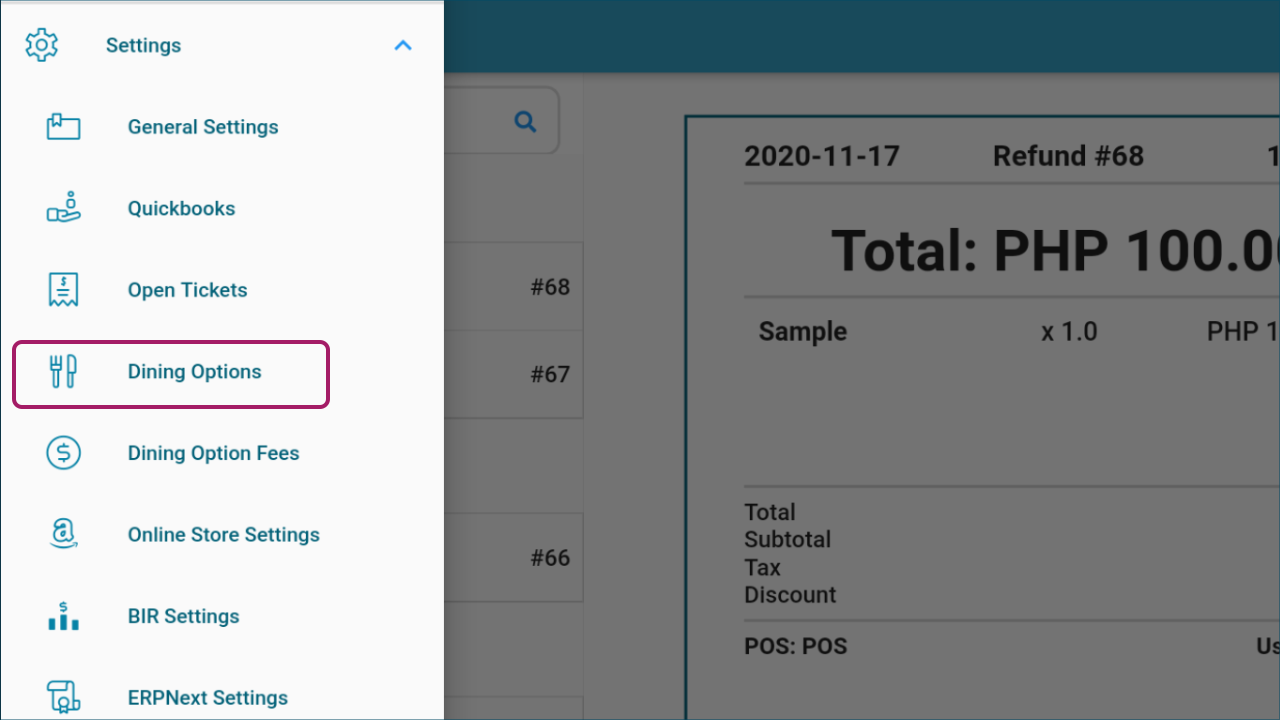 Settings
General Settings
Quickbooks
Open Tickets
Dining Options
Dining Option Fees
Online Store Settings
BIR Settings
ERPNext Settings
#68
#67
#66
2020-11-17 Refund #68
Total: PHP 100.0
Sample x 1.0 PHP 1
Total
Subtotal
Tax
Discount
POS: POS Us